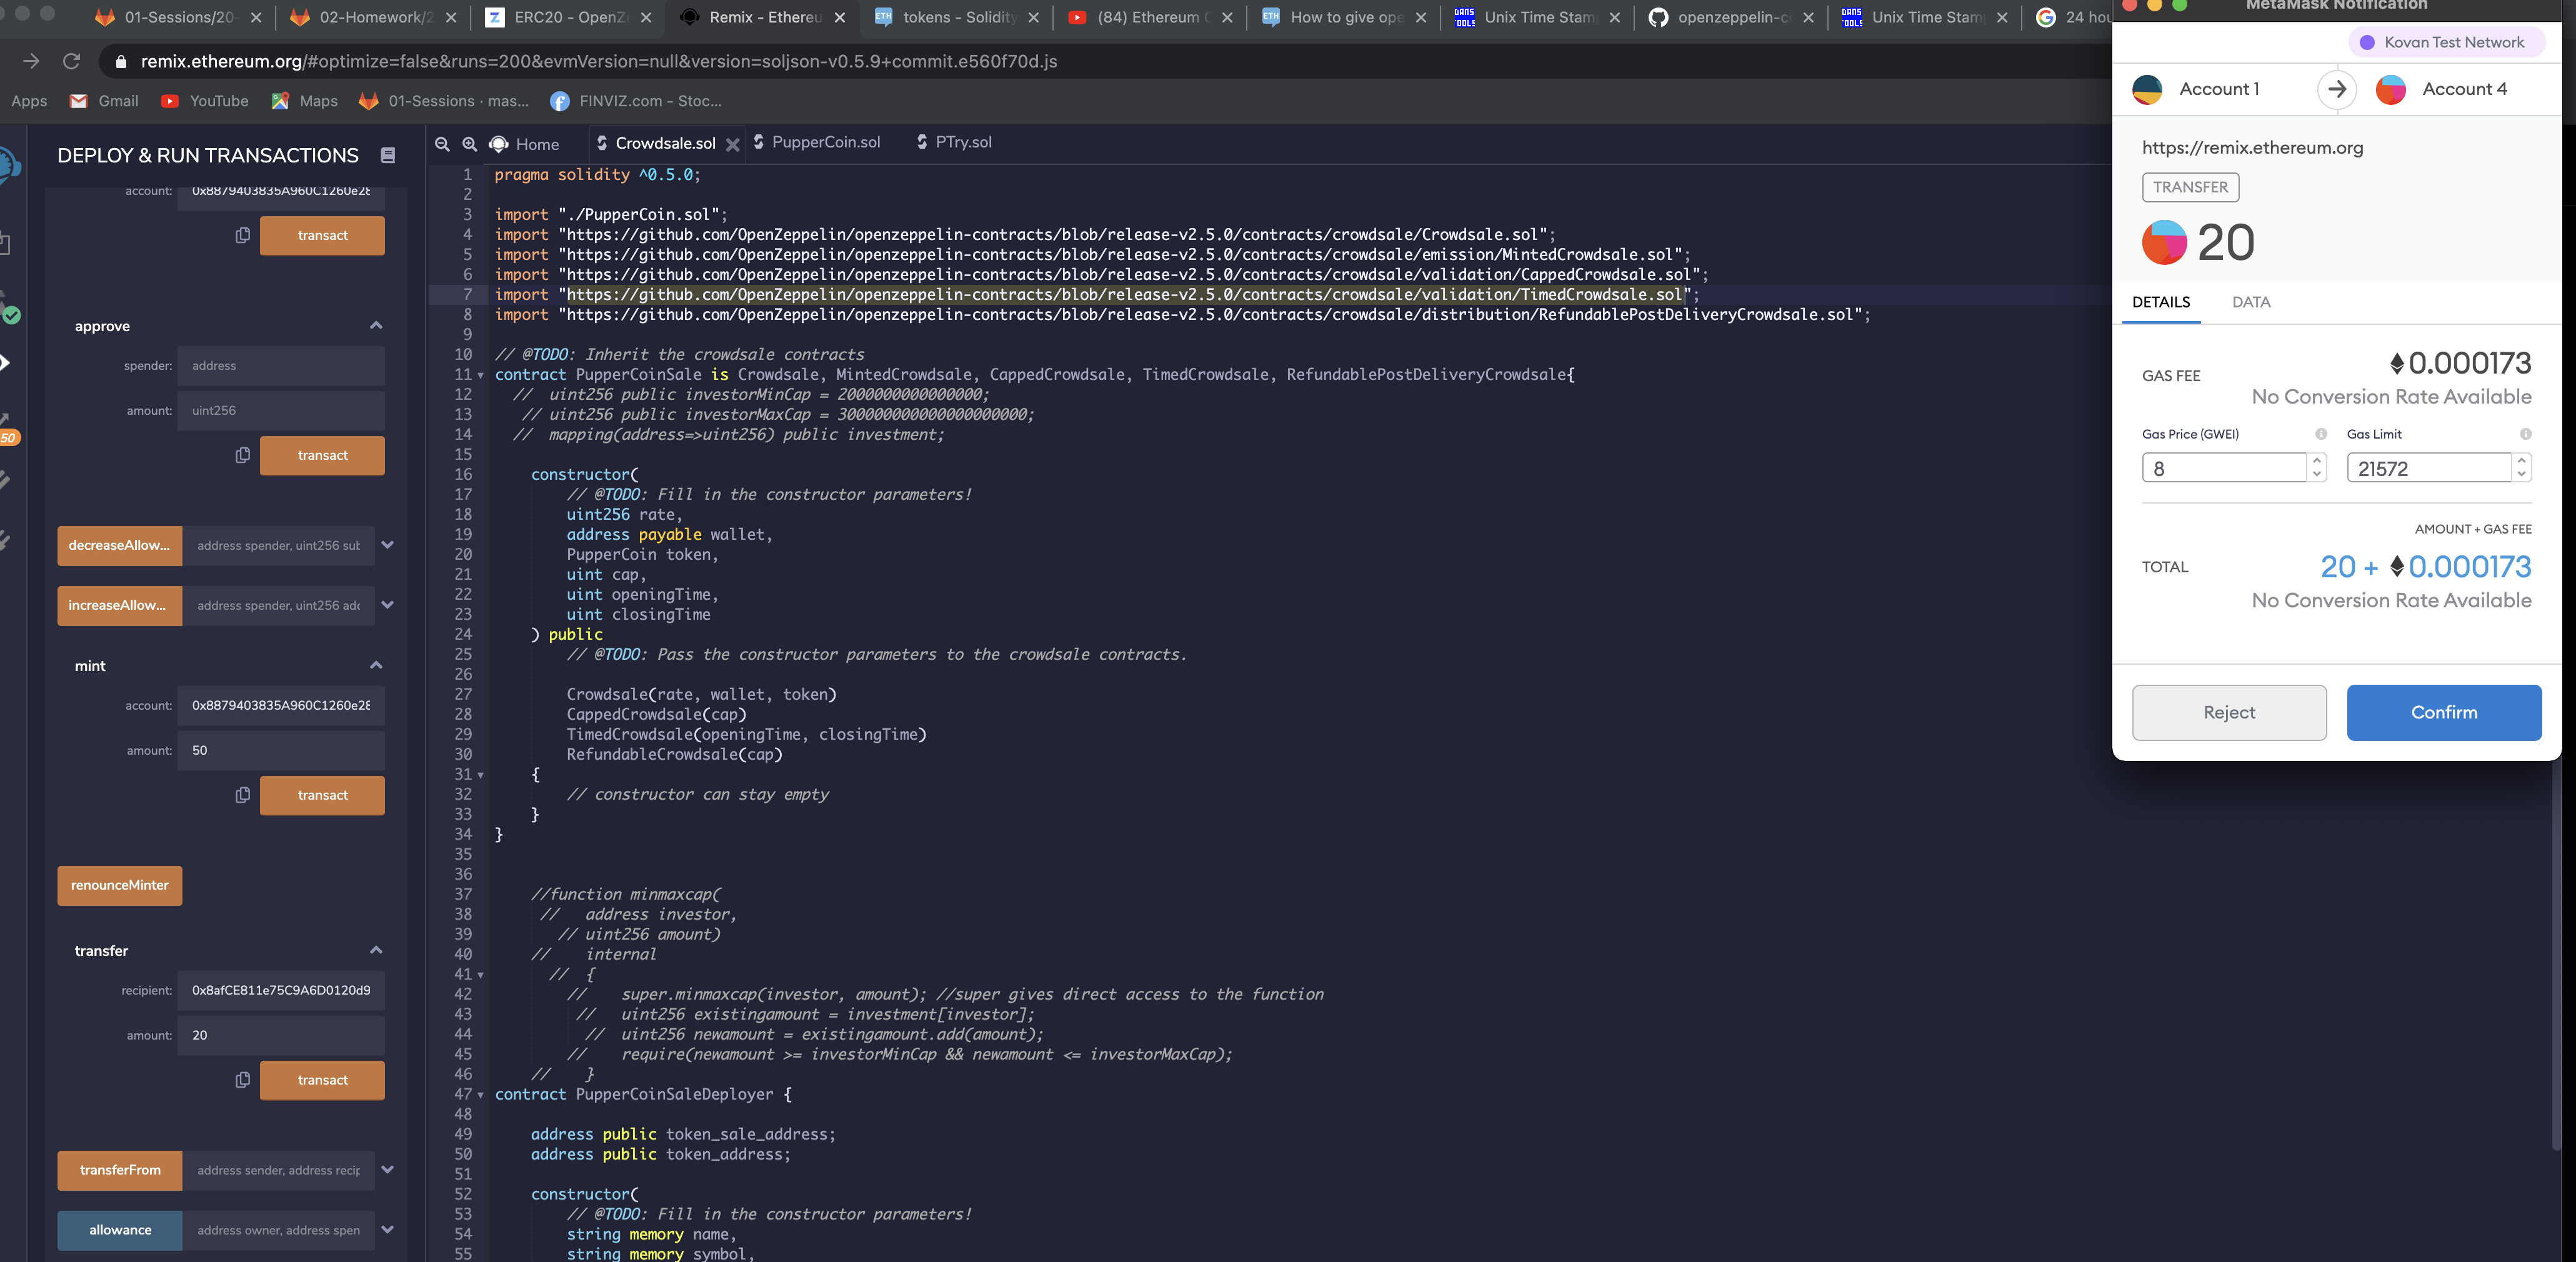 01-Sessions/20-
02-Homework/2
ERC20 - OpenZe
Remix - Ethereu
tokens - Solidity
(84) Ethereum C
How to give ope
Unix Time Stam
openzeppelin-c
Unix Time Stam
24 hou
remix.ethereum.org/#optimize=false&runs=200&evmVersion=null&version=soljson-v0.5.9+commit.e560f70d.js
Apps
Gmail
YouTube
Maps
01-Sessions · mas...
FINVIZ.com - Stoc...
DEPLOY & RUN TRANSACTIONS
account: 0x8879403835A960C1260e28
transact
approve
spender: address
amount: uint256
transact
decreaseAllow... address spender, uint256 sub
increaseAllow... address spender, uint256 add
mint
account: 0x8879403835A960C1260e28
amount: 50
transact
renounceMinter
transfer
recipient: 0x8afCE811e75C9A6D0120d9
amount: 20
transact
transferFrom address sender, address recip
allowance address owner, address spen
50
Home
Crowdsale.sol
PupperCoin.sol
PTry.sol
1 pragma solidity ^0.5.0;
2
3 import "./PupperCoin.sol";
4 import "https://github.com/OpenZeppelin/openzeppelin-contracts/blob/release-v2.5.0/contracts/crowdsale/Crowdsale.sol";
5 import "https://github.com/OpenZeppelin/openzeppelin-contracts/blob/release-v2.5.0/contracts/crowdsale/emission/MintedCrowdsale.sol";
6 import "https://github.com/OpenZeppelin/openzeppelin-contracts/blob/release-v2.5.0/contracts/crowdsale/validation/CappedCrowdsale.sol";
7 import "https://github.com/OpenZeppelin/openzeppelin-contracts/blob/release-v2.5.0/contracts/crowdsale/validation/TimedCrowdsale.sol";
8 import "https://github.com/OpenZeppelin/openzeppelin-contracts/blob/release-v2.5.0/contracts/crowdsale/distribution/RefundablePostDeliveryCrowdsale.sol";
9
10 // @TODO: Inherit the crowdsale contracts
11 contract PupperCoinSale is Crowdsale, MintedCrowdsale, CappedCrowdsale, TimedCrowdsale, RefundablePostDeliveryCrowdsale{
12 // uint256 public investorMinCap = 2000000000000000;
13 // uint256 public investorMaxCap = 300000000000000000000;
14 // mapping(address=>uint256) public investment;
15
16 constructor(
17 // @TODO: Fill in the constructor parameters!
18 uint256 rate,
19 address payable wallet,
20 PupperCoin token,
21 uint cap,
22 uint openingTime,
23 uint closingTime
24 ) public
25 // @TODO: Pass the constructor parameters to the crowdsale contracts.
26
27 Crowdsale(rate, wallet, token)
28 CappedCrowdsale(cap)
29 TimedCrowdsale(openingTime, closingTime)
30 RefundableCrowdsale(cap)
31 {
32 // constructor can stay empty
33 }
34 }
35
36
37 //function minmaxcap(
38 // address investor,
39 // uint256 amount)
40 // internal
41 // {
42 // super.minmaxcap(investor, amount); //super gives direct access to the function
43 // uint256 existingamount = investment[investor];
44 // uint256 newamount = existingamount.add(amount);
45 // require(newamount >= investorMinCap && newamount <= investorMaxCap);
46 // }
47 contract PupperCoinSaleDeployer {
48
49 address public token_sale_address;
50 address public token_address;
51
52 constructor(
53 // @TODO: Fill in the constructor parameters!
54 string memory name,
55 string memory symbol,
MetaMask Notification
Kovan Test Network
Account 1
Account 4
https://remix.ethereum.org
TRANSFER
20
DETAILS
DATA
GAS FEE
0.000173
No Conversion Rate Available
Gas Price (GWEI)
Gas Limit
8
21572
AMOUNT + GAS FEE
TOTAL
20 + 0.000173
No Conversion Rate Available
Reject
Confirm